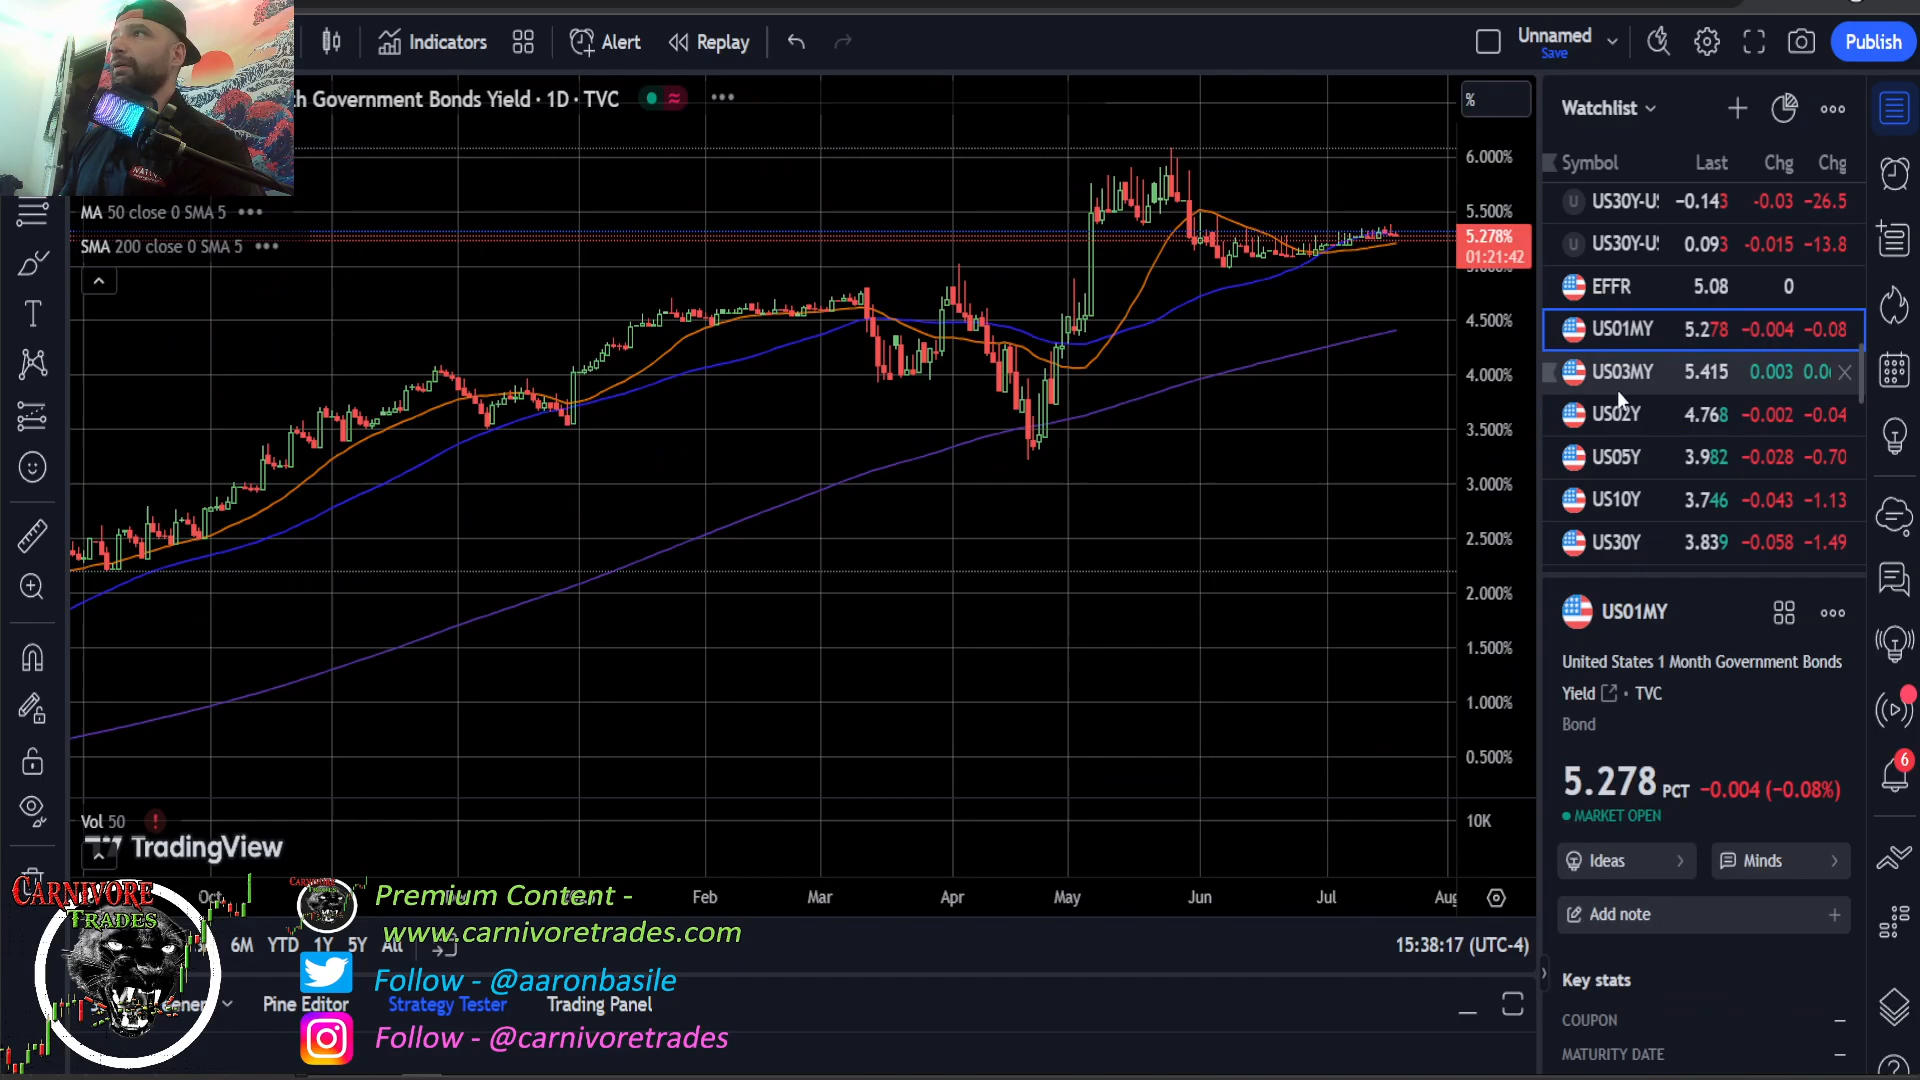 Indicators
Alert
Replay
Unnamed
Save
Publish
h Government Bonds Yield · 1D · TVC
%
MA 50 close 0 SMA 5
SMA 200 close 0 SMA 5
6.000%
5.500%
5.278%
01:21:42
5.000%
4.500%
4.000%
3.500%
3.000%
2.500%
2.000%
1.500%
1.000%
0.500%
10K
Vol 50
TradingView
Oct
Feb
Mar
Apr
May
Jun
Jul
Aug
6M
YTD
1Y
5Y
All
15:38:17 (UTC-4)
Pine Editor
Strategy Tester
Trading Panel
CARNIVORE
TRADES
Premium Content -
www.carnivoretrades.com
Follow - @aaronbasile
Follow - @carnivoretrades
Watchlist
Symbol Last Chg Chg
US30Y-US −0.143 -0.03 −26.5
US30Y-US 0.093 −0.015 −13.8
EFFR 5.08 0
US01MY 5.278 −0.004 −0.08
US03MY 5.415 0.003 0.0
US02Y 4.768 −0.002 −0.04
US05Y 3.982 −0.028 −0.70
US10Y 3.746 −0.043 −1.13
US30Y 3.839 −0.058 −1.49
US01MY
United States 1 Month Government Bonds
Yield · TVC
Bond
5.278 PCT −0.004 (−0.08%)
MARKET OPEN
Ideas
Minds
Add note
Key stats
COUPON —
MATURITY DATE —
6